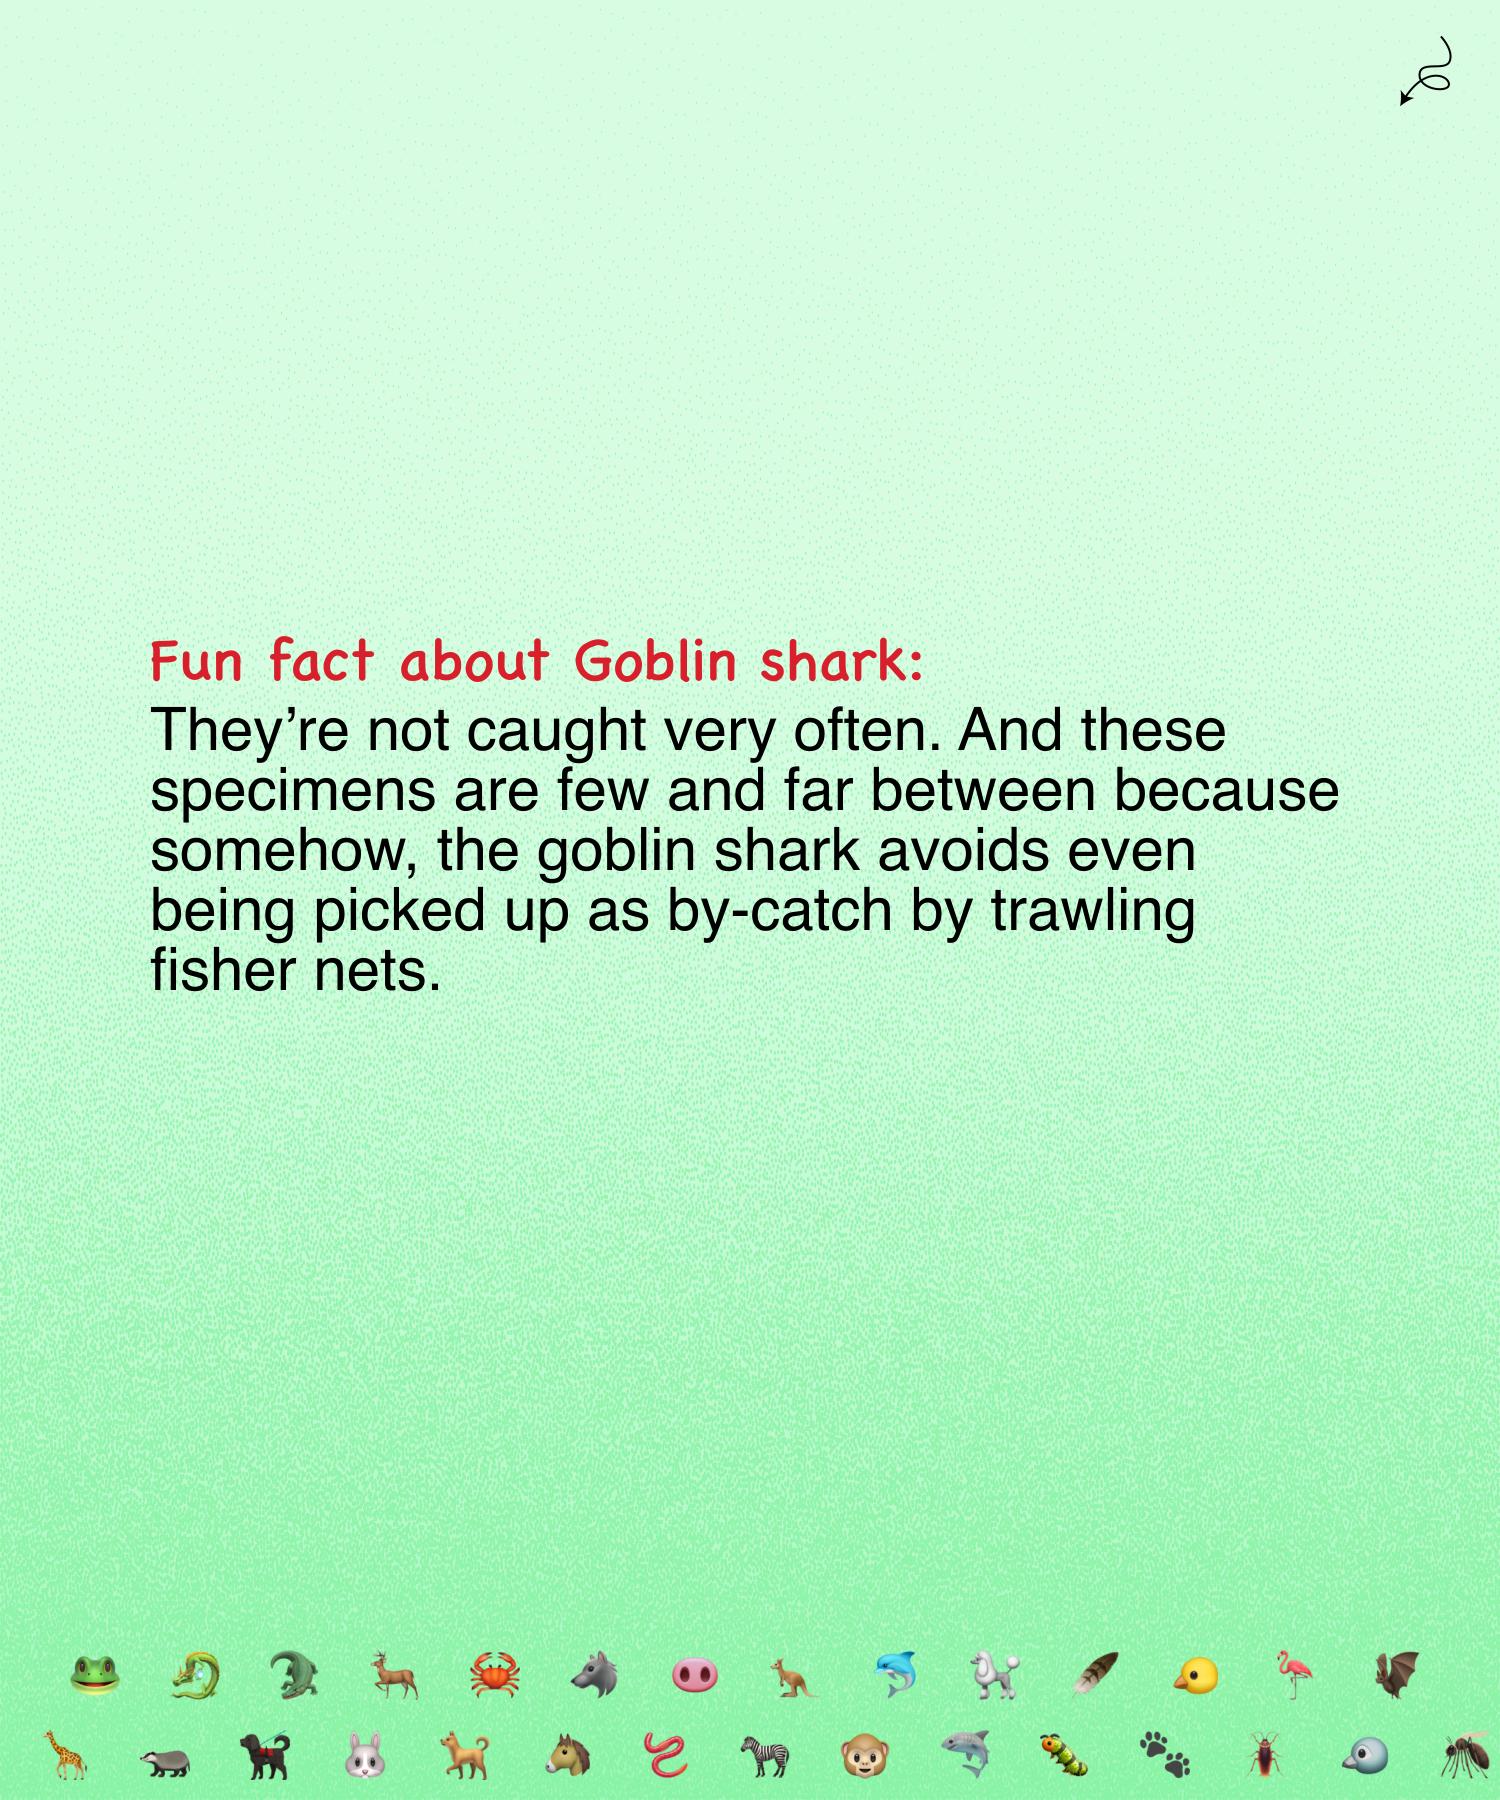 Fun fact about Goblin shark:
They’re not caught very often. And these
specimens are few and far between because
somehow, the goblin shark avoids even
being picked up as by-catch by trawling
fisher nets.